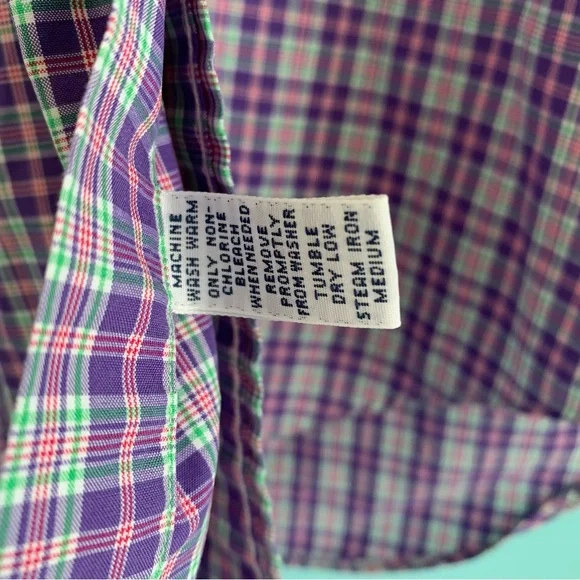 MACHINE
WASH WARM
ONLY NON-
CHLORINE
BLEACH
WHEN NEEDED
REMOVE
PROMPTLY
FROM WASHER
TUMBLE
DRY LOW
STEAM IRON
MEDIUM